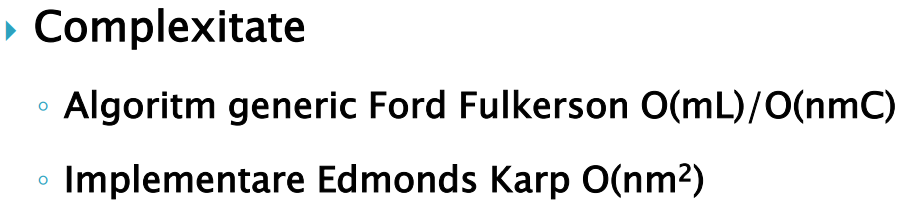 Complexitate
Algoritm generic Ford Fulkerson O(mL)/O(nmC)
Implementare Edmonds Karp O(nm²)